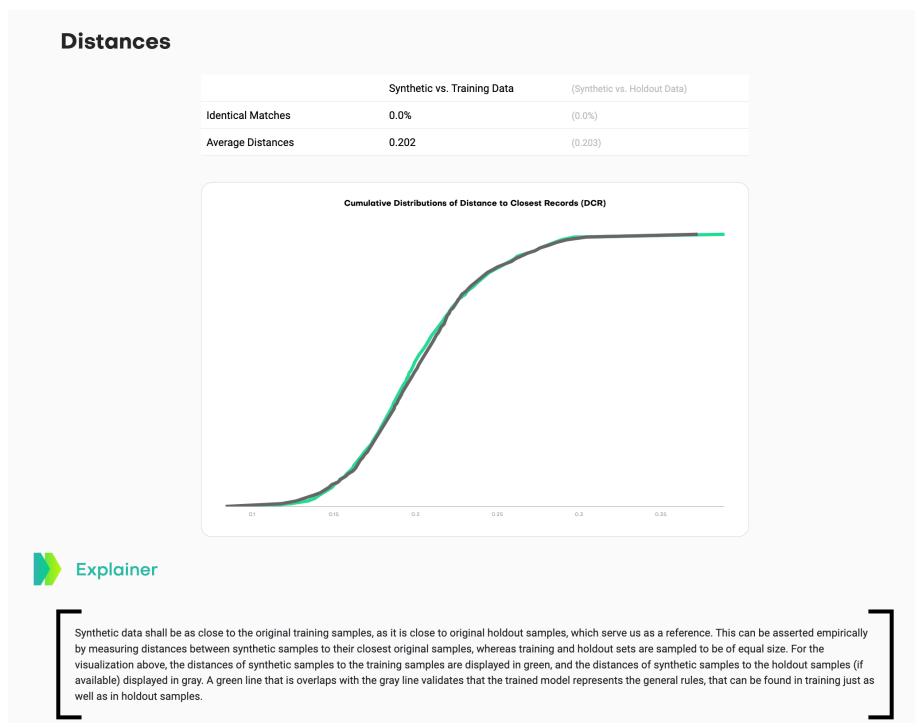 Distances
Synthetic vs. Training Data (Synthetic vs. Holdout Data)
Identical Matches 0.0% (0.0%)
Average Distances 0.202 (0.203)
Cumulative Distributions of Distance to Closest Records (DCR)
0.1 0.15 0.2 0.25 0.3 0.35
Explainer
Synthetic data shall be as close to the original training samples, as it is close to original holdout samples, which serve us as a reference. This can be asserted empirically
by measuring distances between synthetic samples to their closest original samples, whereas training and holdout sets are sampled to be of equal size. For the
visualization above, the distances of synthetic samples to the training samples are displayed in green, and the distances of synthetic samples to the holdout samples (if
available) displayed in gray. A green line that is overlaps with the gray line validates that the trained model represents the general rules, that can be found in training just as
well as in holdout samples.